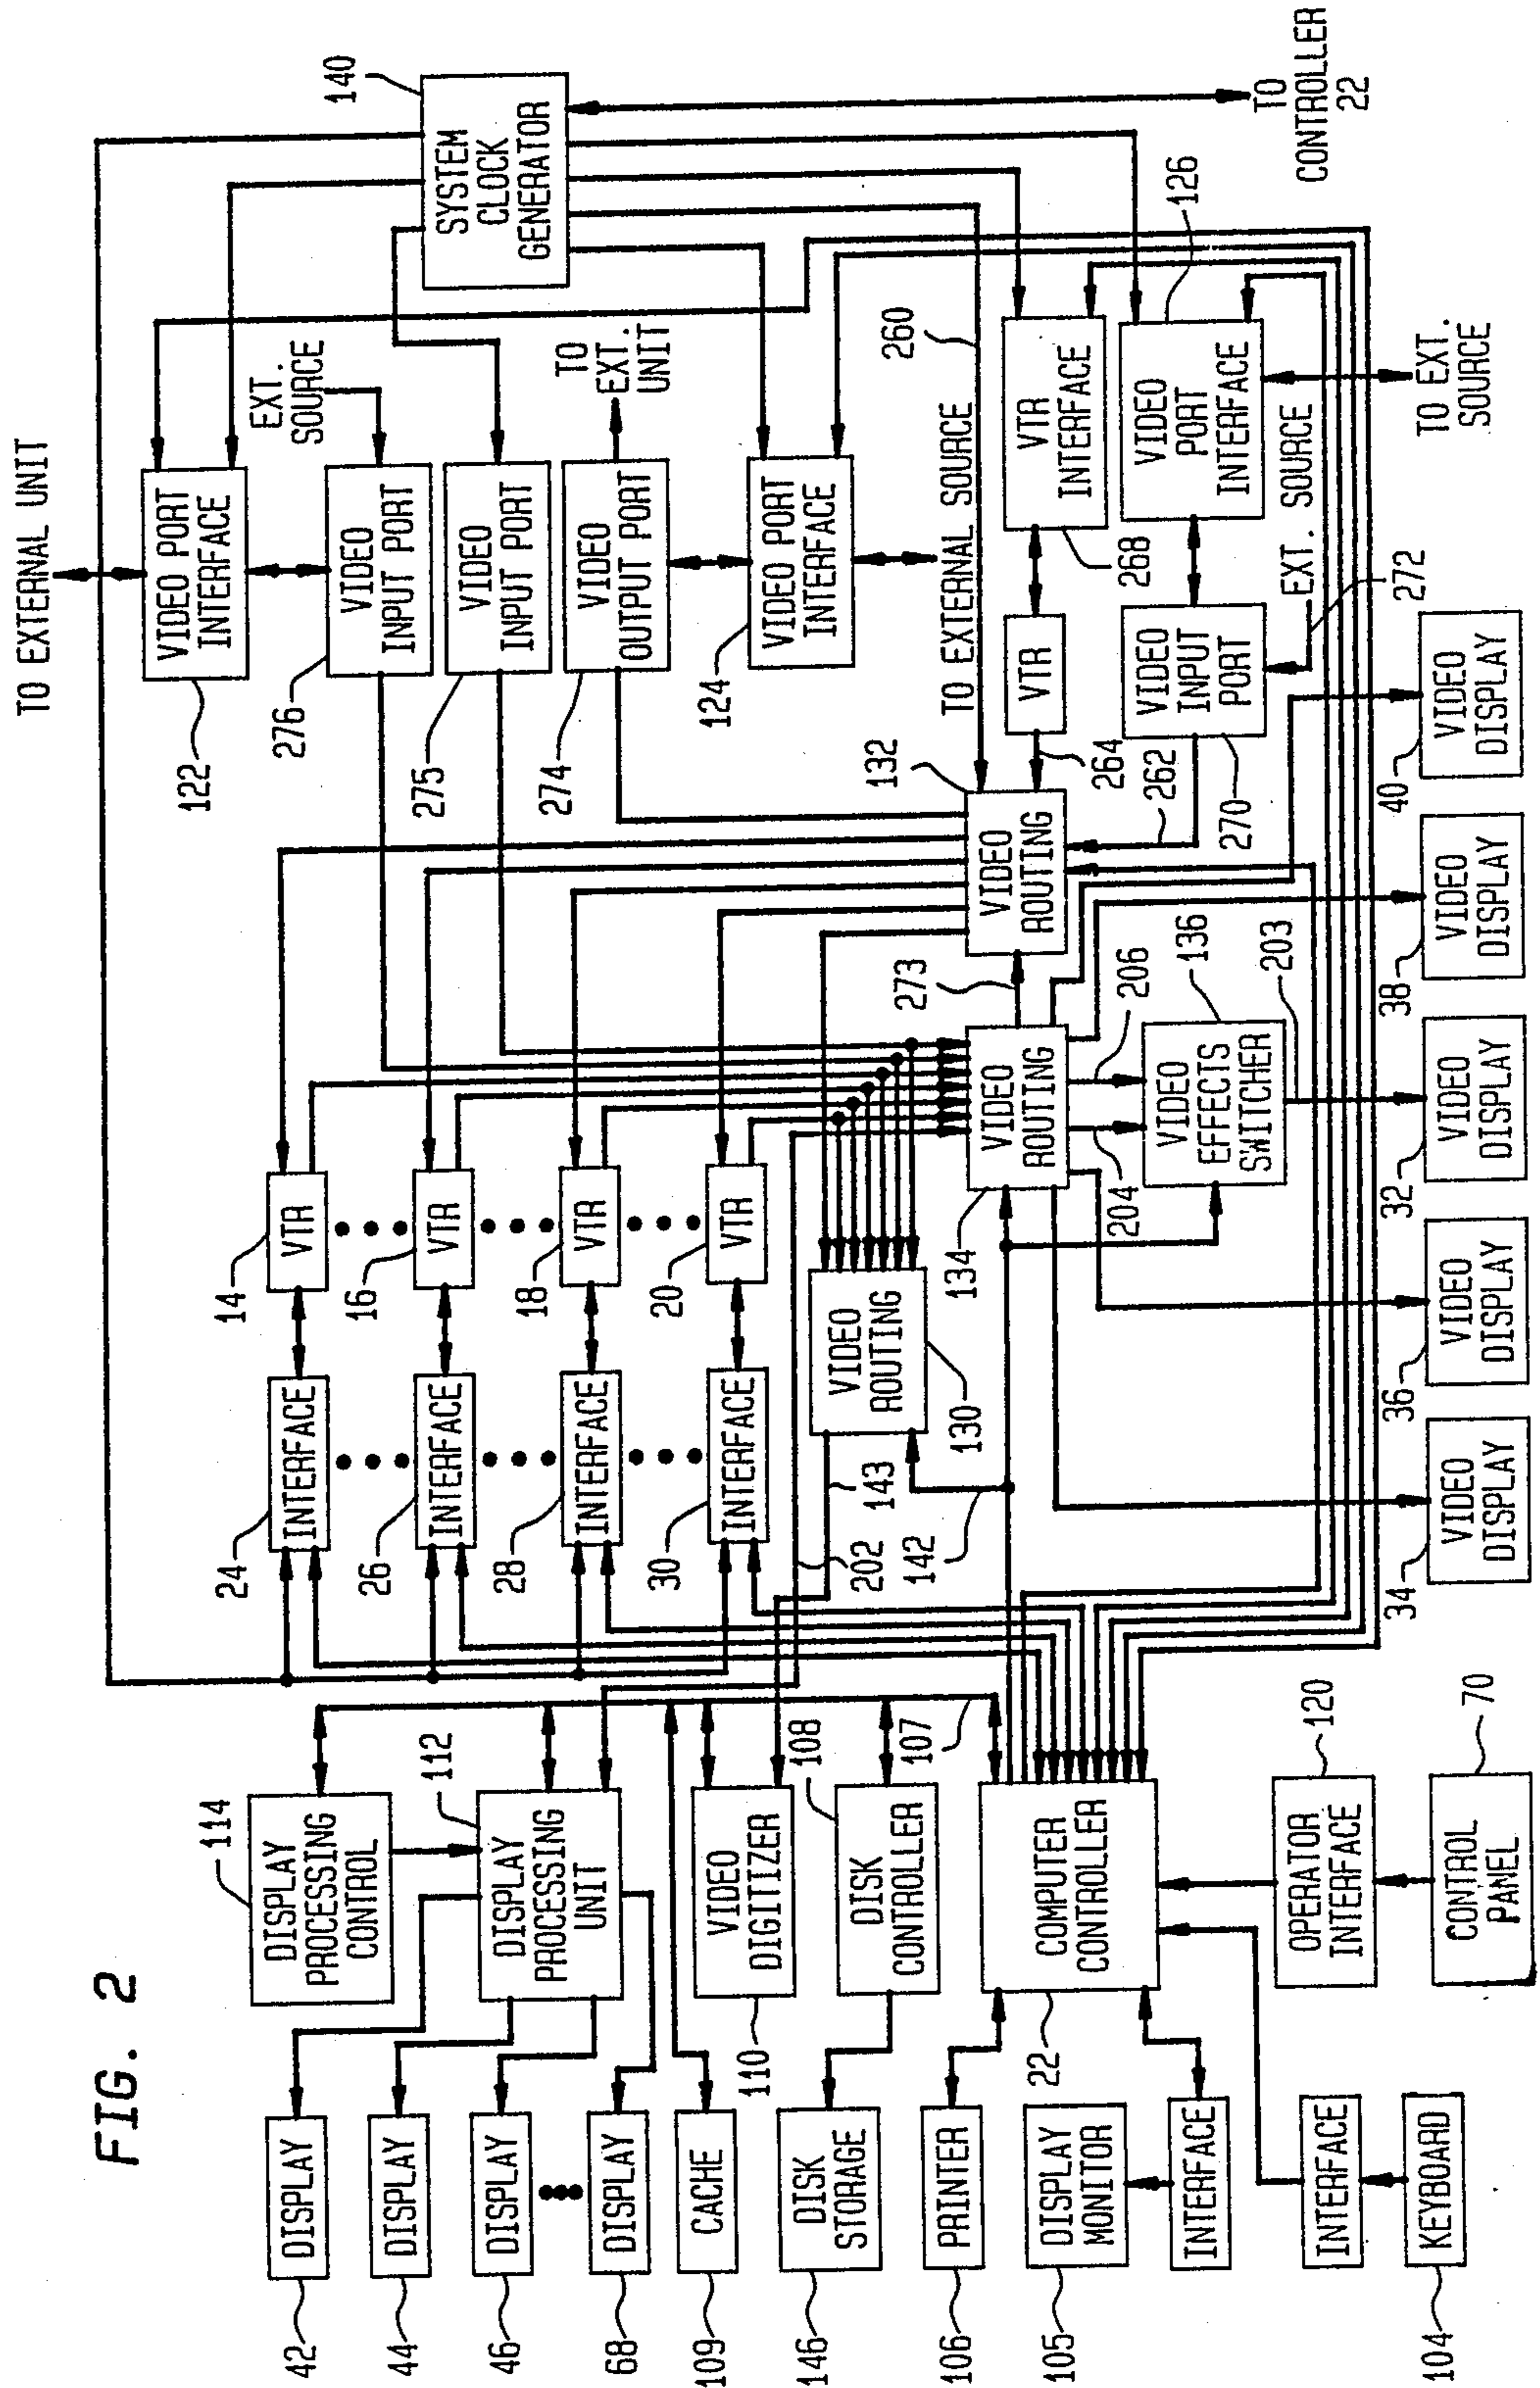 FIG. 2
42
DISPLAY
44
DISPLAY
46
DISPLAY
68
DISPLAY
109
CACHE
146
DISK
STORAGE
106
PRINTER
105
DISPLAY
MONITOR
INTERFACE
INTERFACE
104
KEYBOARD
114
DISPLAY
PROCESSING
CONTROL
112
DISPLAY
PROCESSING
UNIT
110
VIDEO
DIGITIZER
108
DISK
CONTROLLER
107
22
COMPUTER
CONTROLLER
120
OPERATOR
INTERFACE
70
CONTROL
PANEL
24
INTERFACE
26
INTERFACE
28
INTERFACE
30
INTERFACE
14
VTR
16
VTR
18
VTR
20
VTR
202
143
142
130
VIDEO
ROUTING
134
VIDEO
ROUTING
273
132
VIDEO
ROUTING
204
206
136
VIDEO
EFFECTS
SWITCHER
203
34
VIDEO
DISPLAY
36
VIDEO
DISPLAY
32
VIDEO
DISPLAY
38
VIDEO
DISPLAY
40
VIDEO
DISPLAY
TO EXTERNAL UNIT
122
VIDEO PORT
INTERFACE
276
VIDEO
INPUT PORT
EXT.
SOURCE
275
VIDEO
INPUT PORT
274
VIDEO
OUTPUT PORT
TO
EXT.
UNIT
124
VIDEO PORT
INTERFACE
TO EXTERNAL SOURCE
260
264
VTR
268
VTR
INTERFACE
262
270
VIDEO
INPUT
PORT
126
VIDEO
PORT
INTERFACE
EXT. SOURCE
272
TO EXT.
SOURCE
140
SYSTEM
CLOCK
GENERATOR
TO
CONTROLLER
22